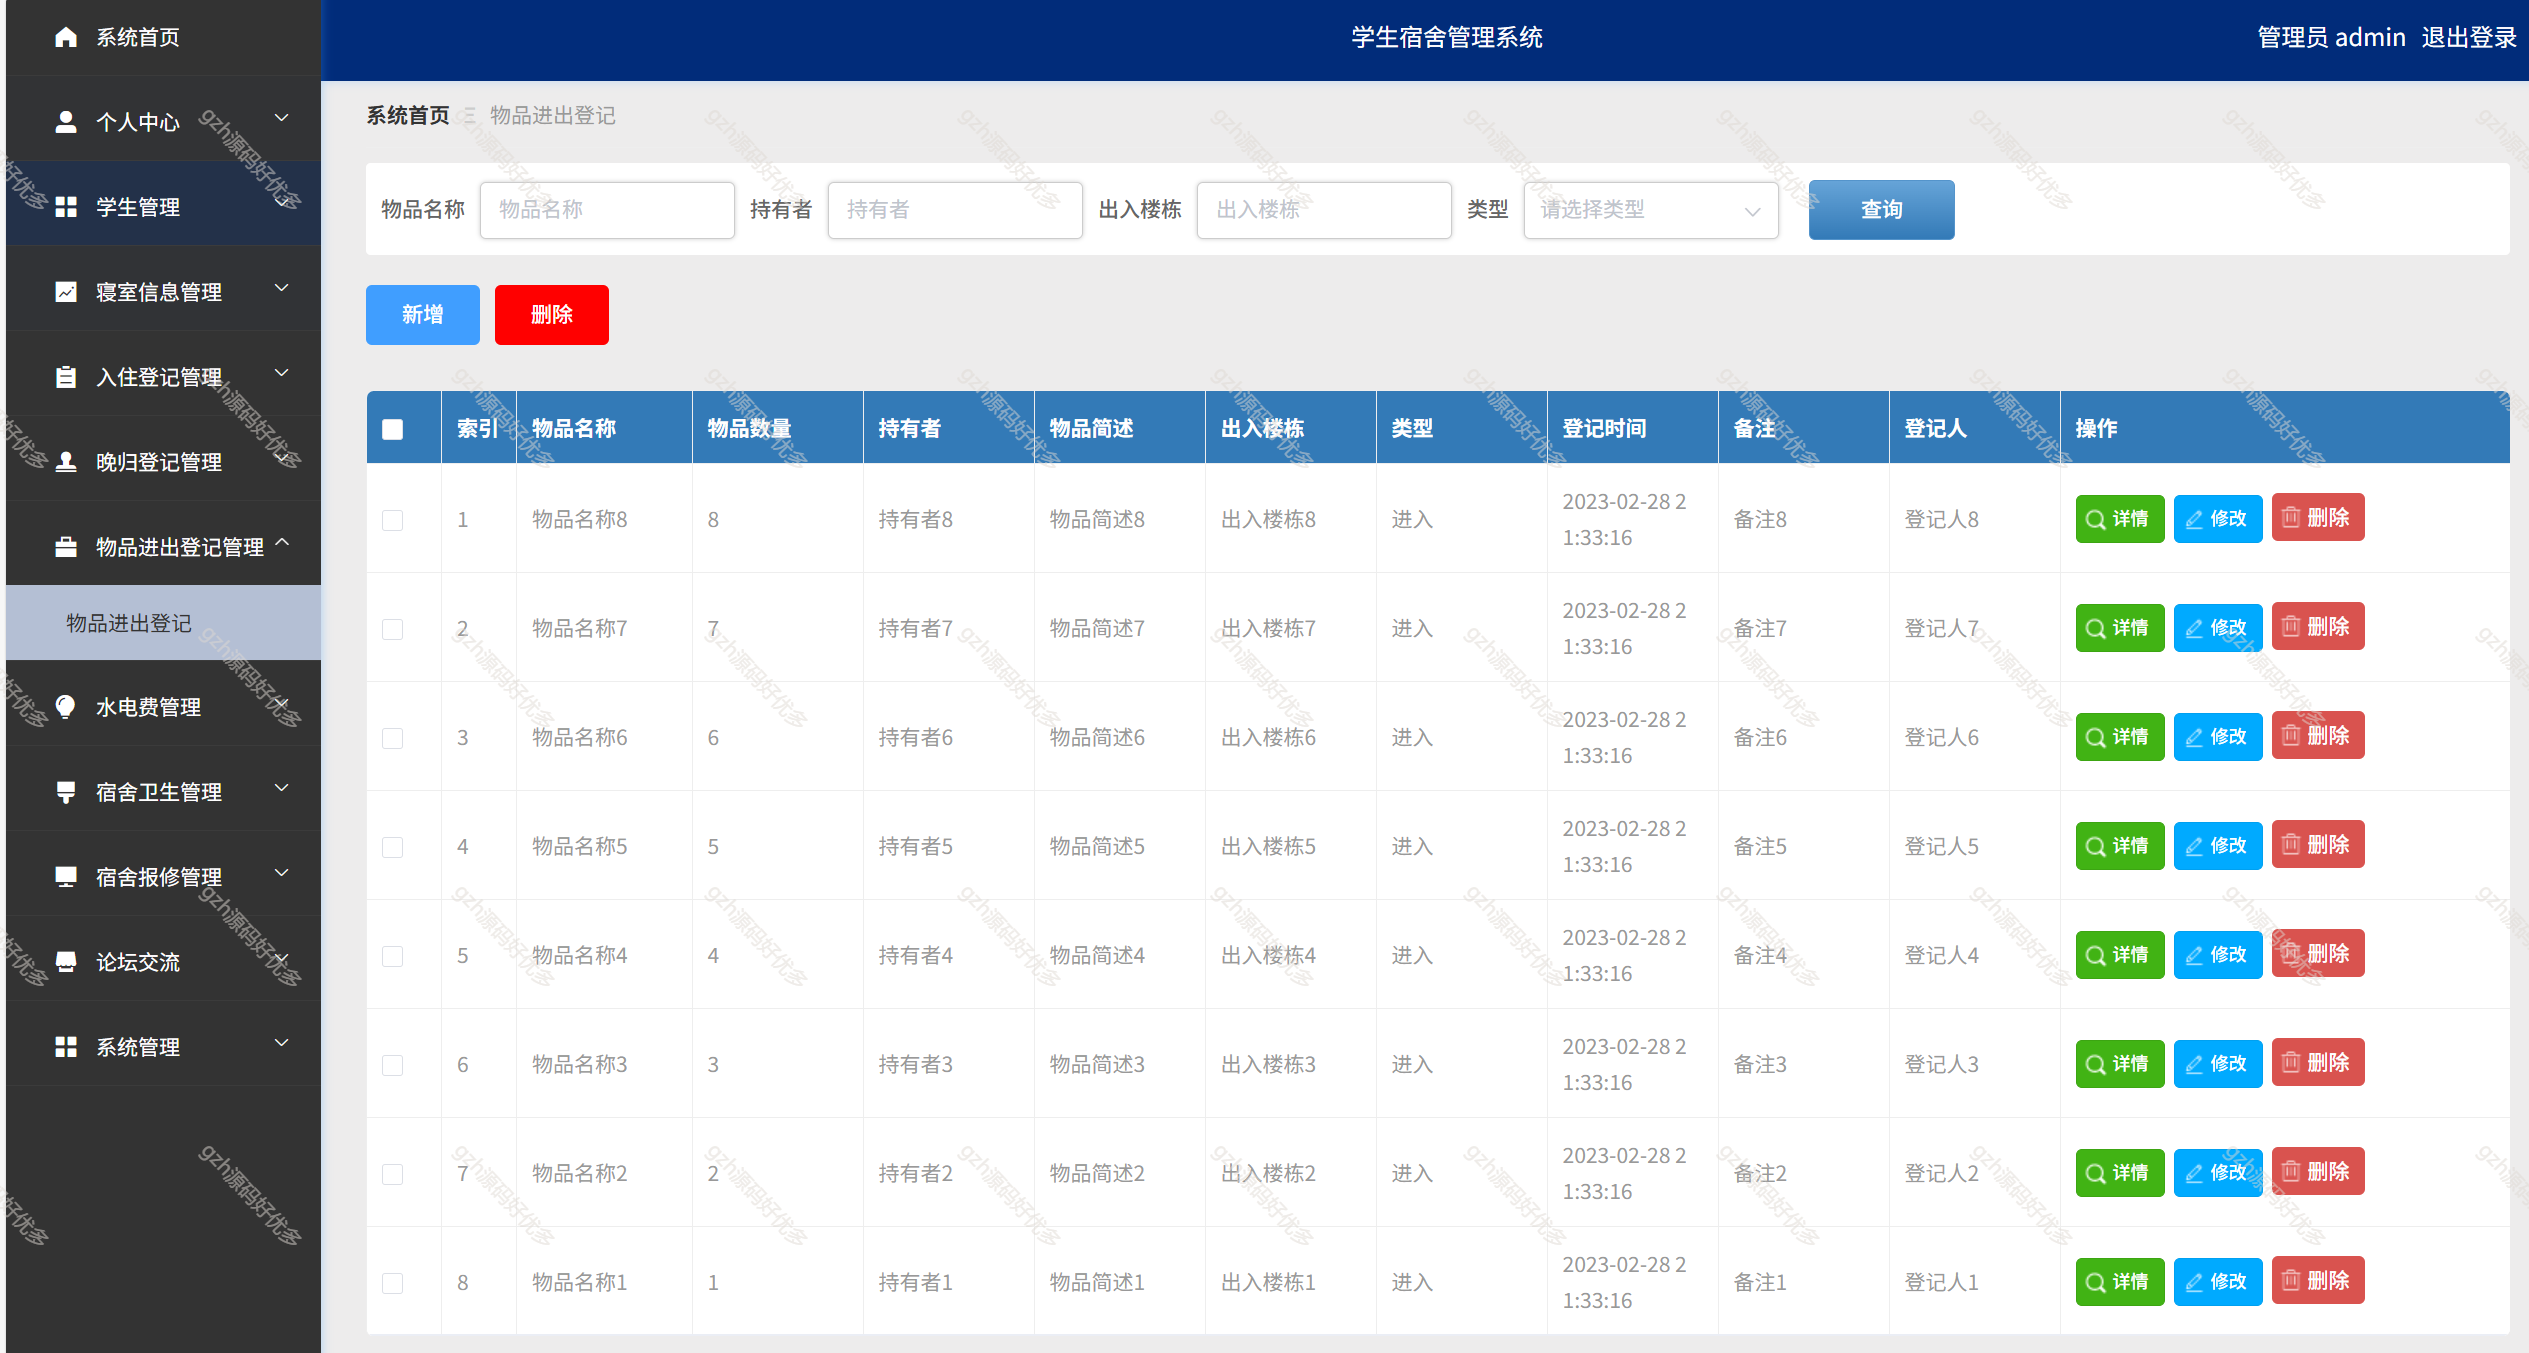 学生宿舍管理系统
管理员 admin 退出登录
系统首页
个人中心
学生管理
寝室信息管理
入住登记管理
晚归登记管理
物品进出登记管理
物品进出登记
水电费管理
宿舍卫生管理
宿舍报修管理
论坛交流
系统管理
系统首页 物品进出登记
物品名称 物品名称 持有者 持有者 出入楼栋 出入楼栋 类型 请选择类型 查询
新增 删除
索引 物品名称 物品数量 持有者 物品简述 出入楼栋 类型 登记时间 备注 登记人 操作
1 物品名称8 8 持有者8 物品简述8 出入楼栋8 进入 2023-02-28 2
1:33:16 备注8 登记人8 详情 修改 删除
2 物品名称7 7 持有者7 物品简述7 出入楼栋7 进入 2023-02-28 2
1:33:16 备注7 登记人7 详情 修改 删除
3 物品名称6 6 持有者6 物品简述6 出入楼栋6 进入 2023-02-28 2
1:33:16 备注6 登记人6 详情 修改 删除
4 物品名称5 5 持有者5 物品简述5 出入楼栋5 进入 2023-02-28 2
1:33:16 备注5 登记人5 详情 修改 删除
5 物品名称4 4 持有者4 物品简述4 出入楼栋4 进入 2023-02-28 2
1:33:16 备注4 登记人4 详情 修改 删除
6 物品名称3 3 持有者3 物品简述3 出入楼栋3 进入 2023-02-28 2
1:33:16 备注3 登记人3 详情 修改 删除
7 物品名称2 2 持有者2 物品简述2 出入楼栋2 进入 2023-02-28 2
1:33:16 备注2 登记人2 详情 修改 删除
8 物品名称1 1 持有者1 物品简述1 出入楼栋1 进入 2023-02-28 2
1:33:16 备注1 登记人1 详情 修改 删除
gzh源码好优多